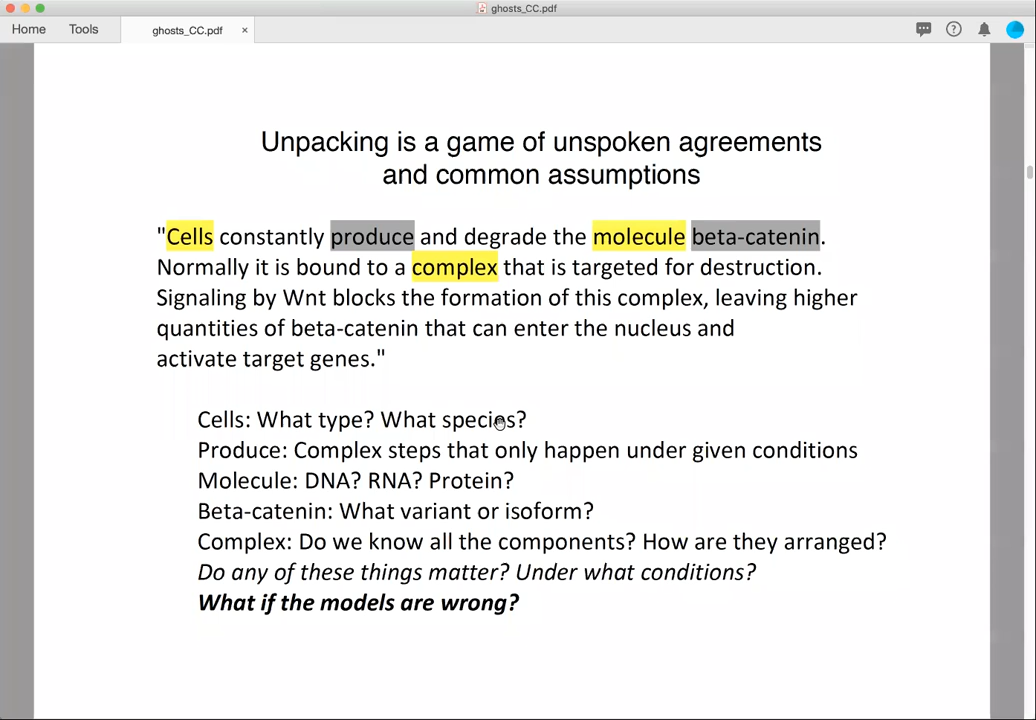 ghosts_CC.pdf
Home Tools ghosts_CC.pdf ×
Unpacking is a game of unspoken agreements
and common assumptions
"Cells constantly produce and degrade the molecule beta-catenin.
Normally it is bound to a complex that is targeted for destruction.
Signaling by Wnt blocks the formation of this complex, leaving higher
quantities of beta-catenin that can enter the nucleus and
activate target genes."
Cells: What type? What species?
Produce: Complex steps that only happen under given conditions
Molecule: DNA? RNA? Protein?
Beta-catenin: What variant or isoform?
Complex: Do we know all the components? How are they arranged?
Do any of these things matter? Under what conditions?
What if the models are wrong?